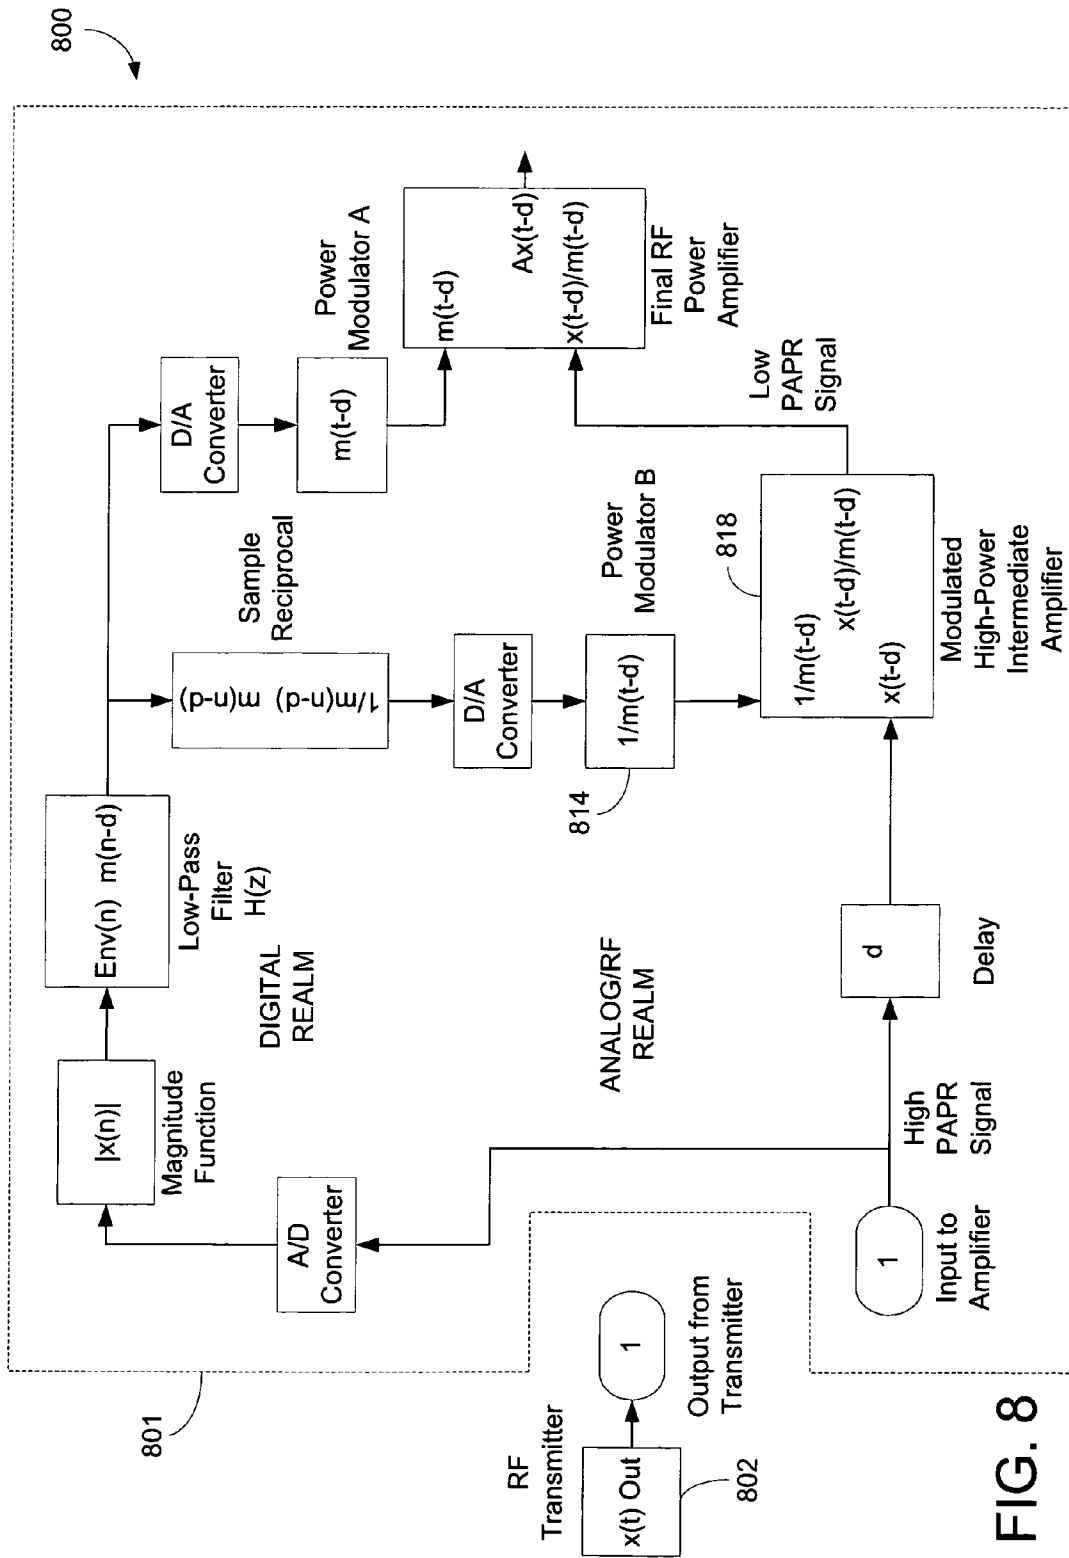 800
|x(n)|
Magnitude
Function
Env(n) m(n-d)
Low-Pass
Filter
H(z)
A/D
Converter
DIGITAL
REALM
m(n-d) 1/m(n-d)
Sample
Reciprocal
D/A
Converter
m(t-d)
Power
Modulator A
m(t-d)
Ax(t-d)
x(t-d)/m(t-d)
Final RF
Power
Amplifier
801
D/A
Converter
1/m(t-d)
814
Power
Modulator B
ANALOG/RF
REALM
Low
PAPR
Signal
RF
Transmitter
x(t) Out
802
1
Output from
Transmitter
818
1/m(t-d)
x(t-d)/m(t-d)
x(t-d)
Modulated
High-Power
Intermediate
Amplifier
1
Input to
Amplifier
High
PAPR
Signal
d
Delay
FIG. 8